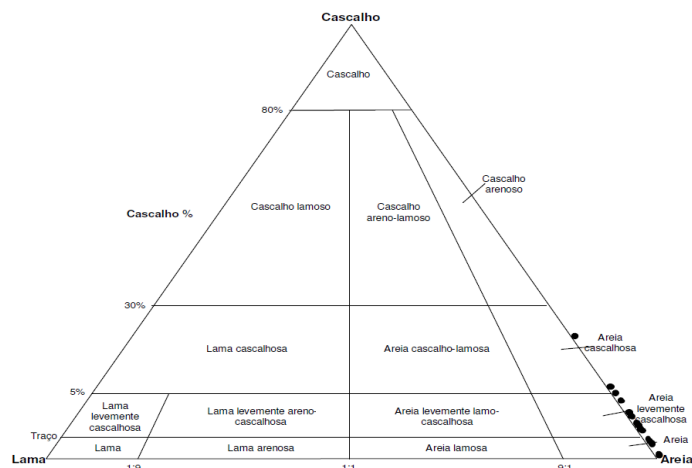 Cascalho
Cascalho
80%
Cascalho
arenoso
Cascalho %
Cascalho lamoso
Cascalho
areno-lamoso
30%
Lama cascalhosa
Areia cascalho-lamosa
Areia
cascalhosa
5%
Lama
levemente
cascalhosa
Lama levemente areno-
cascalhosa
Areia levemente lamo-
cascalhosa
Areia
levemente
cascalhosa
Traço
Lama
Lama
Lama arenosa
Areia lamosa
Areia
Areia
1:9
1:1
9:1